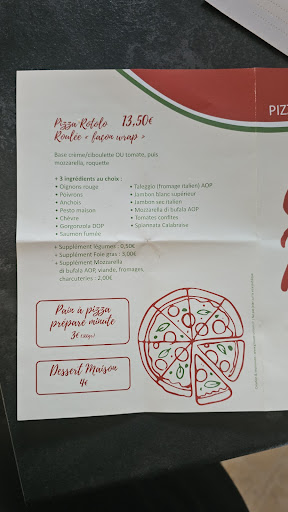 PIZZ
Pizza Rotolo 13,50€
Roulée « façon wrap »
Base crème/ciboulette OU tomate, puis
mozzarella, roquette
+ 3 ingrédients au choix :
• Oignons rouge
• Poivrons
• Anchois
• Pesto maison
• Chèvre
• Gorgonzola DOP
• Saumon fumée
• Taleggio (fromage italien) AOP
• Jambon blanc supérieur
• Jambon sec italien
• Mozzarella di bufala AOP
• Tomates confites
• Spianata Calabraise
+ Supplément légumes : 0,50€
+ Supplément Foie gras : 3,00€
+ Supplément Mozzarella
di bufala AOP, viande, fromages,
charcuteries : 2,00€
Pain à pizza
préparé minute
3€ (300gr)
Dessert Maison
4€